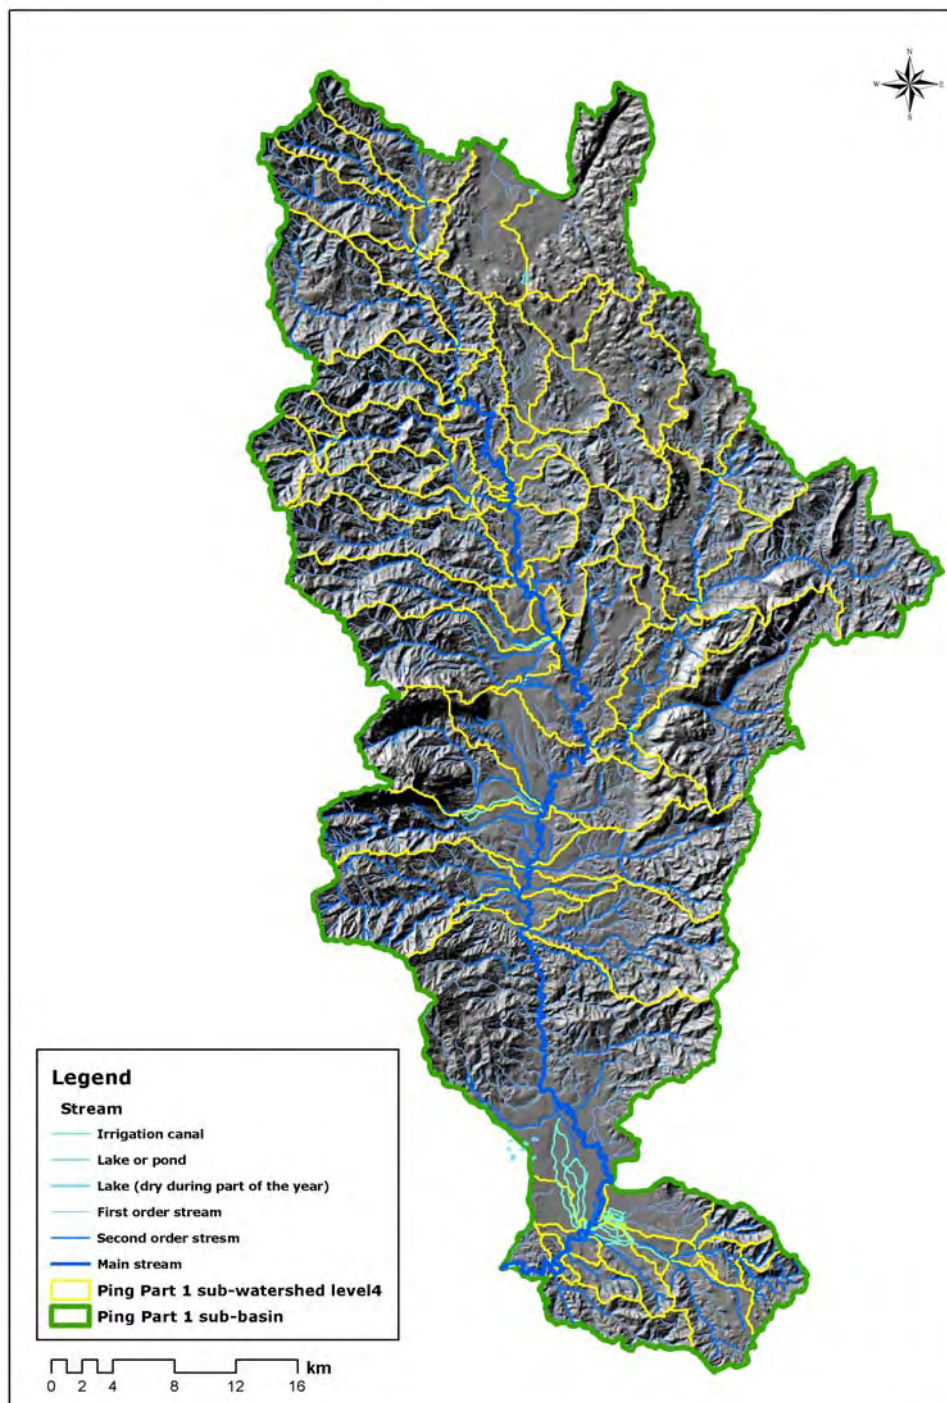 N
W E
S
Legend
Stream
Irrigation canal
Lake or pond
Lake (dry during part of the year)
First order stream
Second order stresm
Main stream
Ping Part 1 sub-watershed level4
Ping Part 1 sub-basin
km
0 2 4 8 12 16